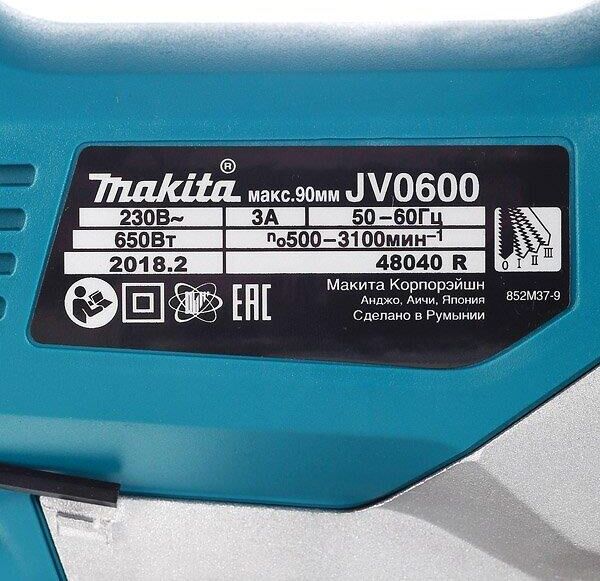 makita® макс.90мм JV0600
230В~ 3А 50-60Гц
650Вт n₀500-3100мин⁻¹
2018.2 48040 R
0 I II III
Макита Корпорэйшн
Анджо, Аичи, Япония
852М37-9
Сделано в Румынии
EAC